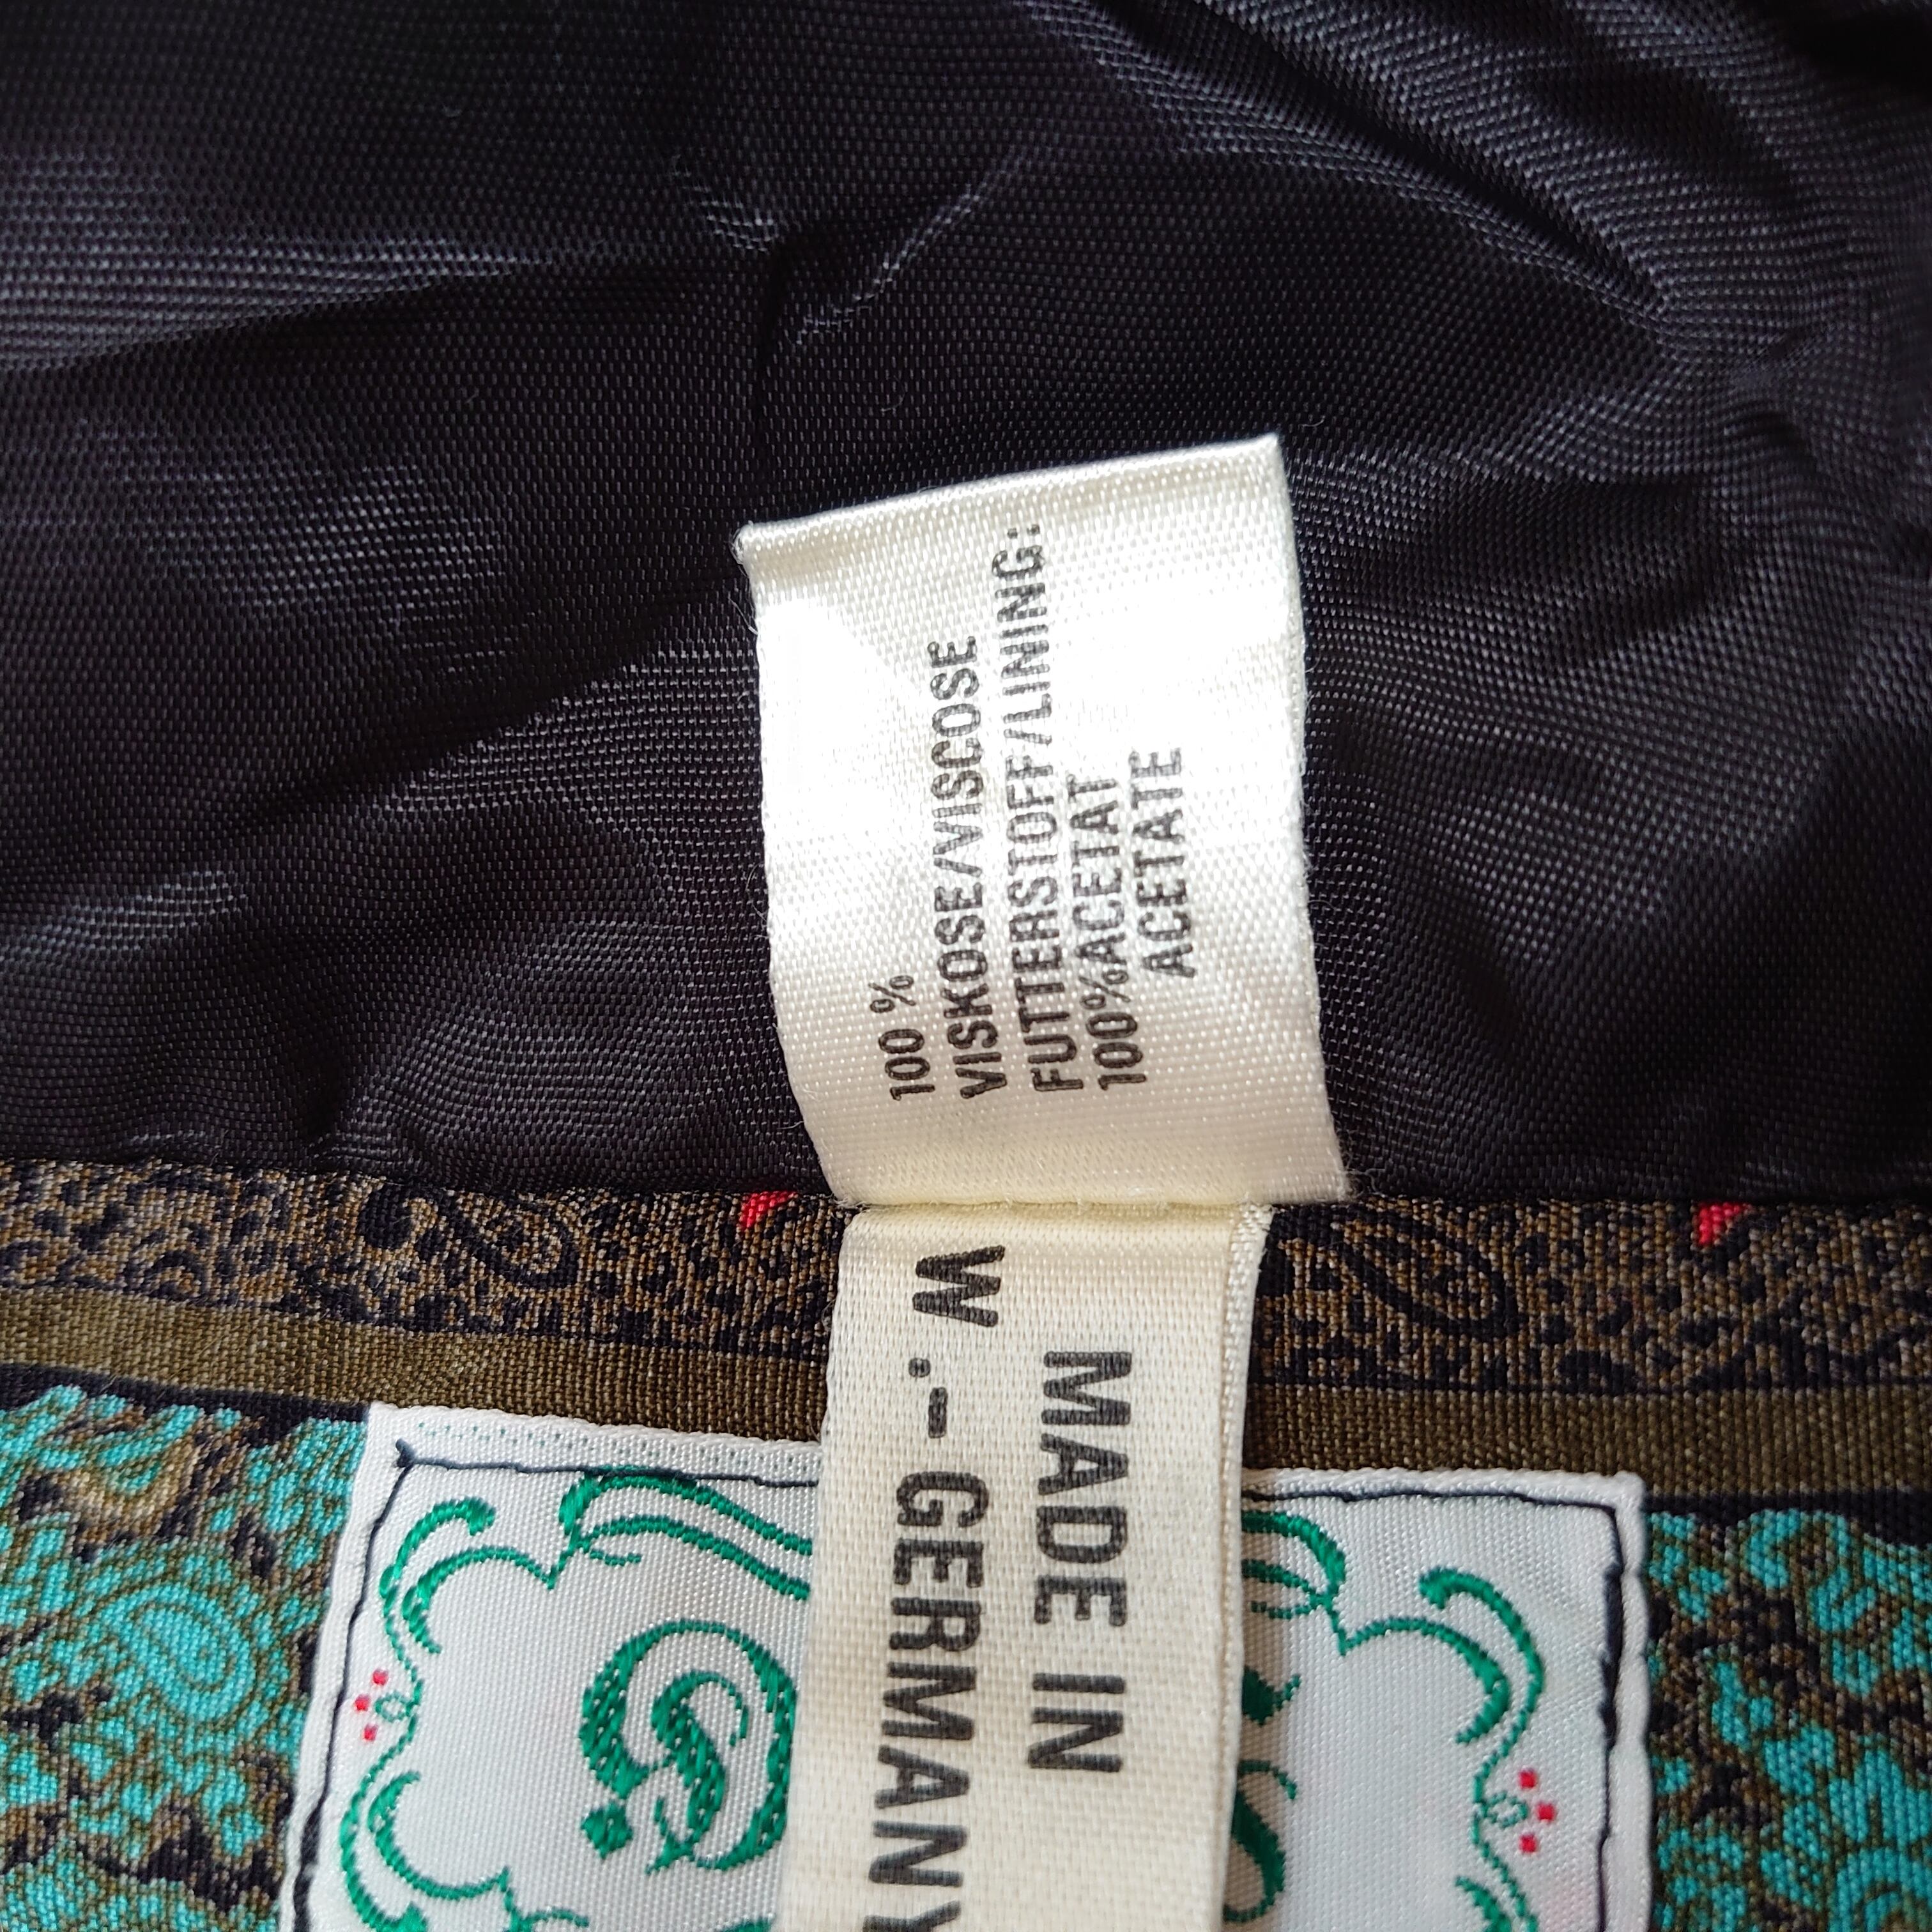 100 %
VISKOSE/VISCOSE
FUTTERSTOFF/LINING:
100%ACETAT
ACETATE
MADE IN
W.-GERMANY